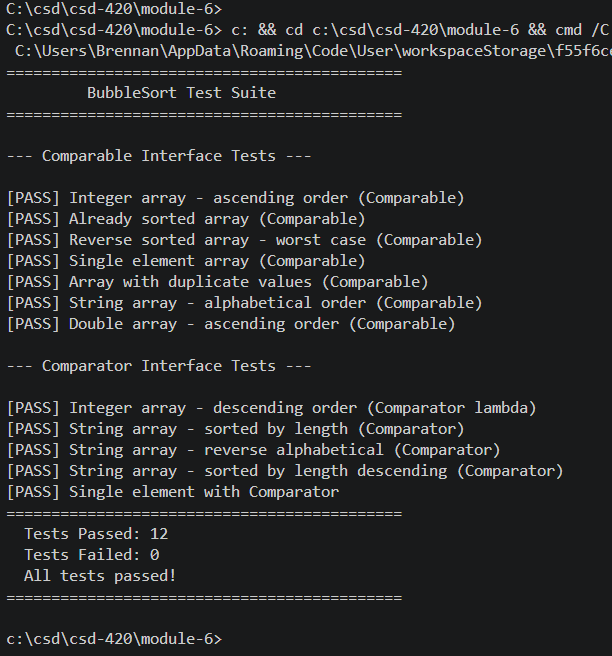 C:\csd\csd-420\module-6>
C:\csd\csd-420\module-6> c: && cd c:\csd\csd-420\module-6 && cmd /C
C:\Users\Brennan\AppData\Roaming\Code\User\workspaceStorage\f55f6ce
============================================
BubbleSort Test Suite
============================================
--- Comparable Interface Tests ---
[PASS] Integer array - ascending order (Comparable)
[PASS] Already sorted array (Comparable)
[PASS] Reverse sorted array - worst case (Comparable)
[PASS] Single element array (Comparable)
[PASS] Array with duplicate values (Comparable)
[PASS] String array - alphabetical order (Comparable)
[PASS] Double array - ascending order (Comparable)
--- Comparator Interface Tests ---
[PASS] Integer array - descending order (Comparator lambda)
[PASS] String array - sorted by length (Comparator)
[PASS] String array - reverse alphabetical (Comparator)
[PASS] String array - sorted by length descending (Comparator)
[PASS] Single element with Comparator
============================================
Tests Passed: 12
Tests Failed: 0
All tests passed!
============================================
c:\csd\csd-420\module-6>